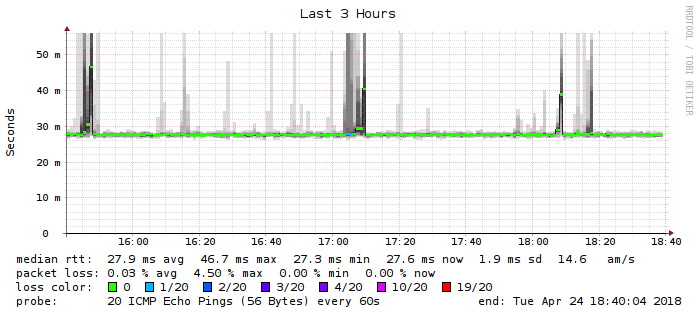 Last 3 Hours
RRDTOOL / TOBI OETIKER
Seconds
50 m
40 m
30 m
20 m
10 m
0
16:00 16:20 16:40 17:00 17:20 17:40 18:00 18:20 18:40
median rtt: 27.9 ms avg 46.7 ms max 27.3 ms min 27.6 ms now 1.9 ms sd 14.6 am/s
packet loss: 0.03 % avg 4.50 % max 0.00 % min 0.00 % now
loss color: 0 1/20 2/20 3/20 4/20 10/20 19/20
probe: 20 ICMP Echo Pings (56 Bytes) every 60s end: Tue Apr 24 18:40:04 2018